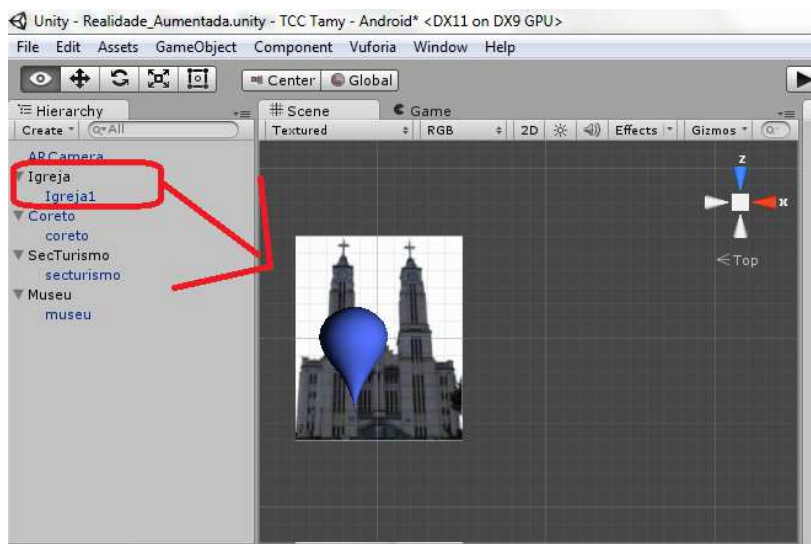 Unity - Realidade_Aumentada.unity - TCC Tamy - Android* <DX11 on DX9 GPU>
File Edit Assets GameObject Component Vuforia Window Help
Center Global
Hierarchy
Create All
ARCamera
Igreja
Igreja1
Coreto
coreto
SecTurismo
secturismo
Museu
museu
Scene Game
Textured RGB 2D Effects Gizmos
z
x
Top